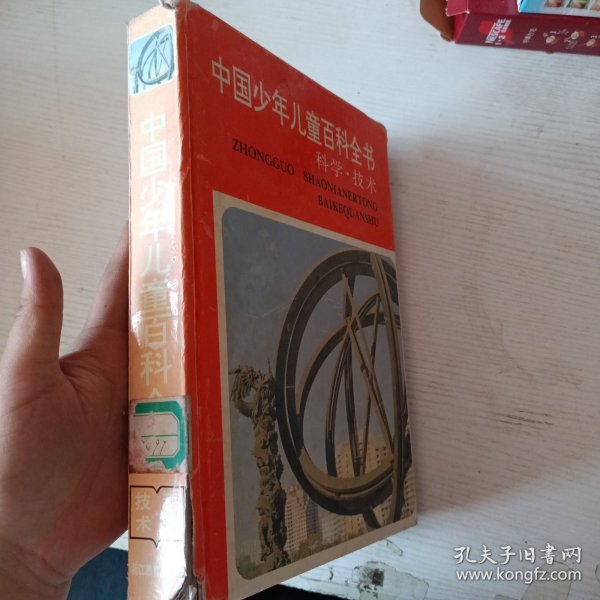 中国少年儿童百科全书
科学·技术
ZHONGGUO SHAONIANERTONG
BAIKEQUANSHU
中国少年儿童百科
技术
NESCAFE
孔夫子旧书网
www.kongfz.com